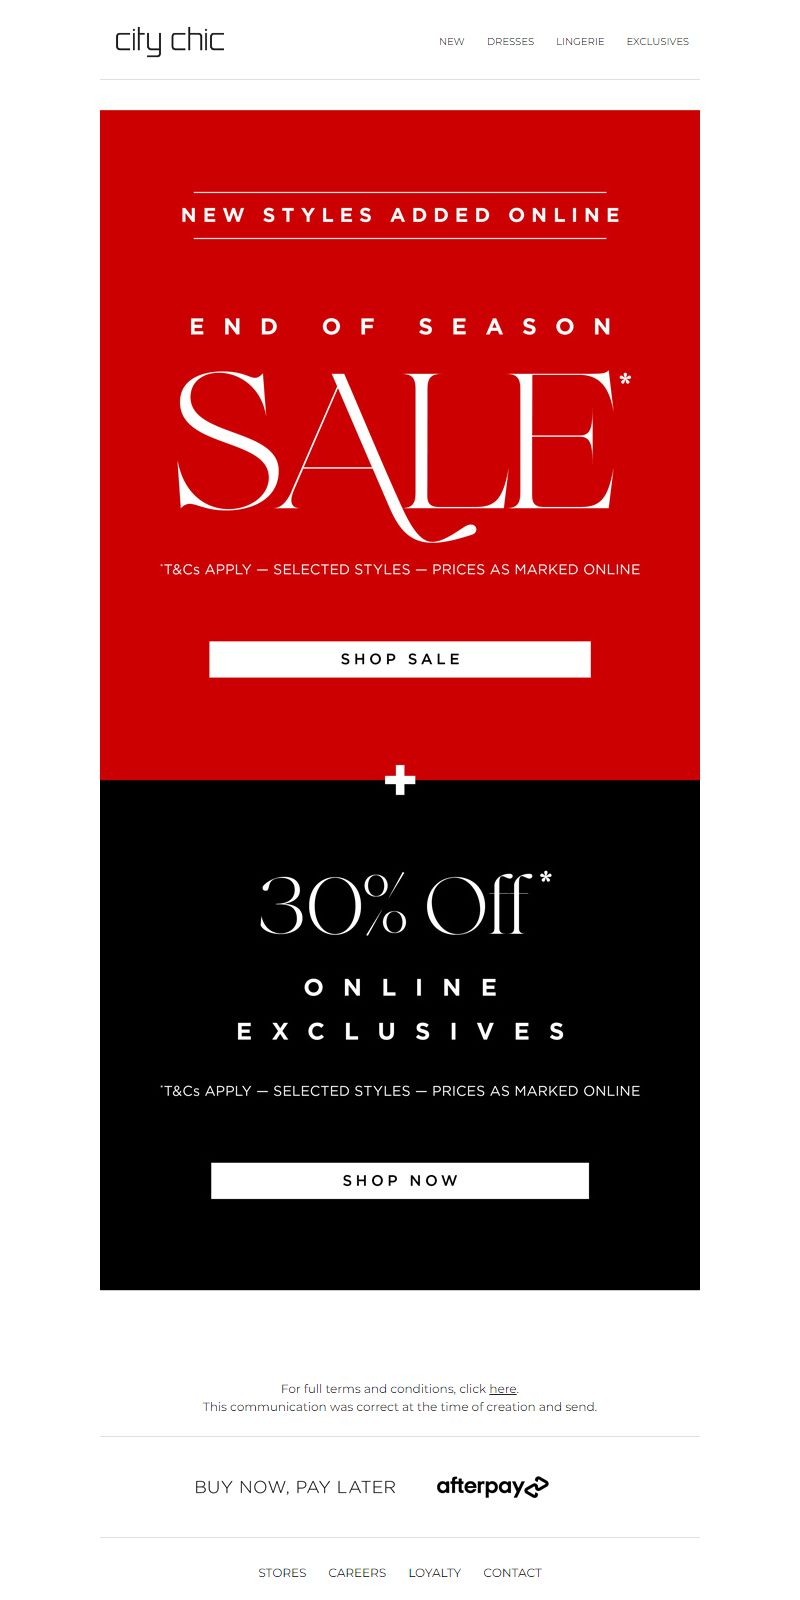 city chic
NEW DRESSES LINGERIE EXCLUSIVES
NEW STYLES ADDED ONLINE
END OF SEASON
SALE*
*T&Cs APPLY — SELECTED STYLES — PRICES AS MARKED ONLINE
SHOP SALE
+
30% Off*
ONLINE
EXCLUSIVES
*T&Cs APPLY — SELECTED STYLES — PRICES AS MARKED ONLINE
SHOP NOW
For full terms and conditions, click here.
This communication was correct at the time of creation and send.
BUY NOW, PAY LATER afterpay
STORES CAREERS LOYALTY CONTACT